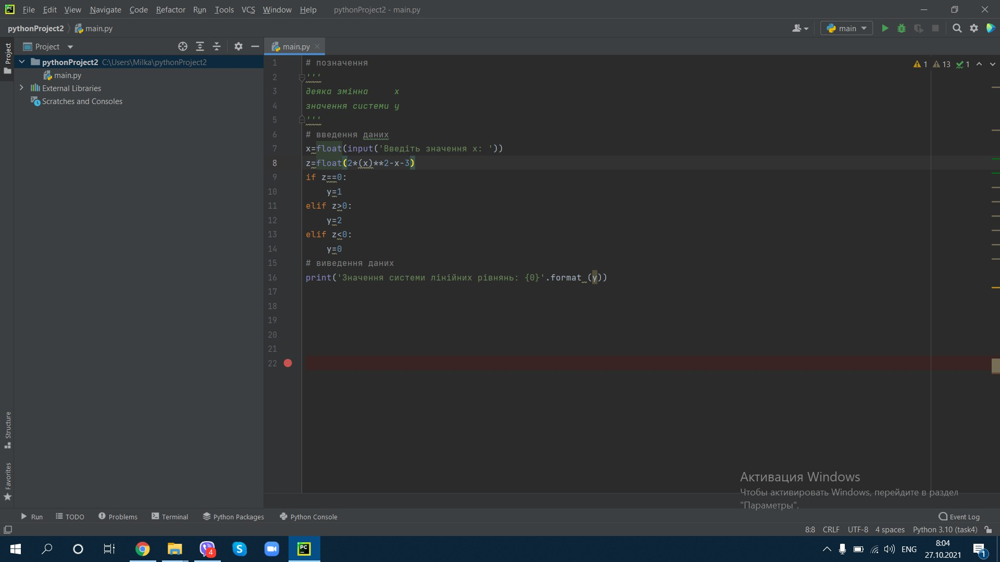 File Edit View Navigate Code Refactor Run Tools VCS Window Help pythonProject2 - main.py
pythonProject2 main.py
main
Project
Project
main.py
pythonProject2 C:\Users\Milka\pythonProject2
main.py
External Libraries
Scratches and Consoles
1 13 1
1 # позначення
2 '''
3 деяка змінна     x
4 значення системи y
5 '''
6 # введення даних
7 x=float(input('Введіть значення x: '))
8 z=float(2*(x)**2-x-3)
9 if z==0:
10     y=1
11 elif z>0:
12     y=2
13 elif z<0:
14     y=0
15 # виведення даних
16 print('Значення системи лінійних рівнянь: {0}'.format (y))
17
18
19
20
21
22
Structure
Favorites
Активация Windows
Чтобы активировать Windows, перейдите в раздел
"Параметры".
Run TODO Problems Terminal Python Packages Python Console Event Log
8:8 CRLF UTF-8 4 spaces Python 3.10 (task4)
4
PC
ENG
8:04
27.10.2021
1